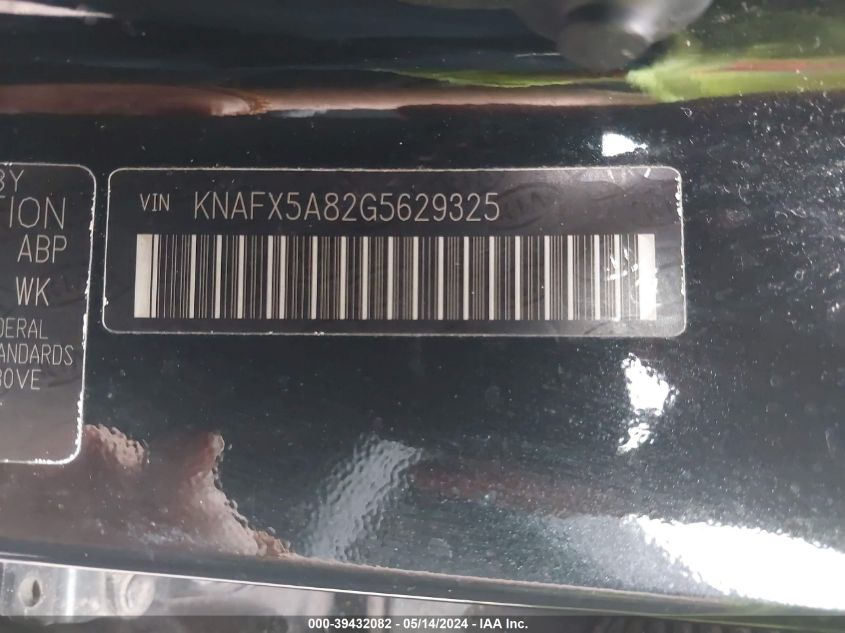 BY
TION
ABP
WK
DERAL
ANDARDS
BOVE
VIN KNAFX5A82G5629325
000-39432082 - 05/14/2024 - IAA Inc.